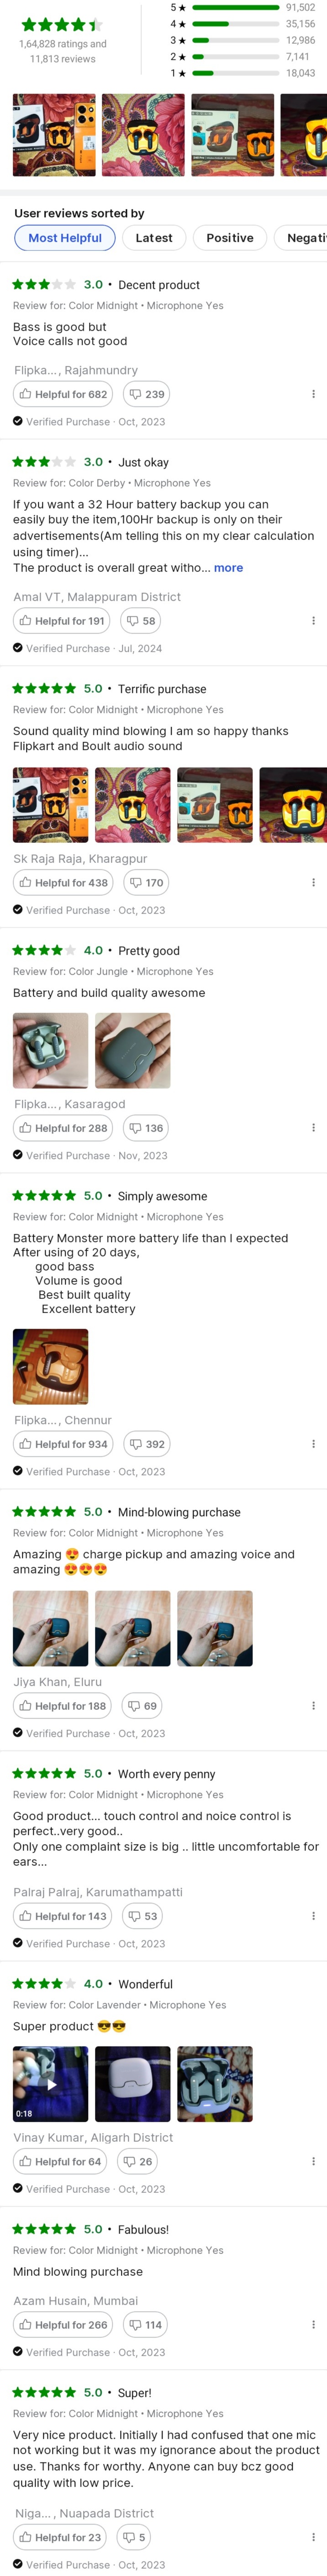 5 ★ 91,502
4 ★ 35,156
1,64,828 ratings and
11,813 reviews
3 ★ 12,986
2 ★ 7,141
1 ★ 18,043
User reviews sorted by
Most Helpful Latest Positive Negati
3.0 • Decent product
Review for: Color Midnight • Microphone Yes
Bass is good but
Voice calls not good
Flipka... , Rajahmundry
Helpful for 682 239
Verified Purchase · Oct, 2023
3.0 • Just okay
Review for: Color Derby • Microphone Yes
If you want a 32 Hour battery backup you can
easily buy the item,100Hr backup is only on their
advertisements(Am telling this on my clear calculation
using timer)...
The product is overall great witho... more
Amal VT, Malappuram District
Helpful for 191 58
Verified Purchase · Jul, 2024
5.0 • Terrific purchase
Review for: Color Midnight • Microphone Yes
Sound quality mind blowing I am so happy thanks
Flipkart and Boult audio sound
Sk Raja Raja, Kharagpur
Helpful for 438 170
Verified Purchase · Oct, 2023
4.0 • Pretty good
Review for: Color Jungle • Microphone Yes
Battery and build quality awesome
Flipka... , Kasaragod
Helpful for 288 136
Verified Purchase · Nov, 2023
5.0 • Simply awesome
Review for: Color Midnight • Microphone Yes
Battery Monster more battery life than I expected
After using of 20 days,
good bass
Volume is good
Best built quality
Excellent battery
Flipka... , Chennur
Helpful for 934 392
Verified Purchase · Oct, 2023
5.0 • Mind-blowing purchase
Review for: Color Midnight • Microphone Yes
Amazing 😍 charge pickup and amazing voice and
amazing 😍😍😍
Jiya Khan, Eluru
Helpful for 188 69
Verified Purchase · Oct, 2023
5.0 • Worth every penny
Review for: Color Midnight • Microphone Yes
Good product... touch control and noice control is
perfect..very good..
Only one complaint size is big .. little uncomfortable for
ears...
Palraj Palraj, Karumathampatti
Helpful for 143 53
Verified Purchase · Oct, 2023
4.0 • Wonderful
Review for: Color Lavender • Microphone Yes
Super product 😎😎
0:18
Vinay Kumar, Aligarh District
Helpful for 64 26
Verified Purchase · Oct, 2023
5.0 • Fabulous!
Review for: Color Midnight • Microphone Yes
Mind blowing purchase
Azam Husain, Mumbai
Helpful for 266 114
Verified Purchase · Oct, 2023
5.0 • Super!
Review for: Color Midnight • Microphone Yes
Very nice product. Initially I had confused that one mic
not working but it was my ignorance about the product
use. Thanks for worthy. Anyone can buy bcz good
quality with low price.
Niga... , Nuapada District
Helpful for 23 5
Verified Purchase · Oct, 2023